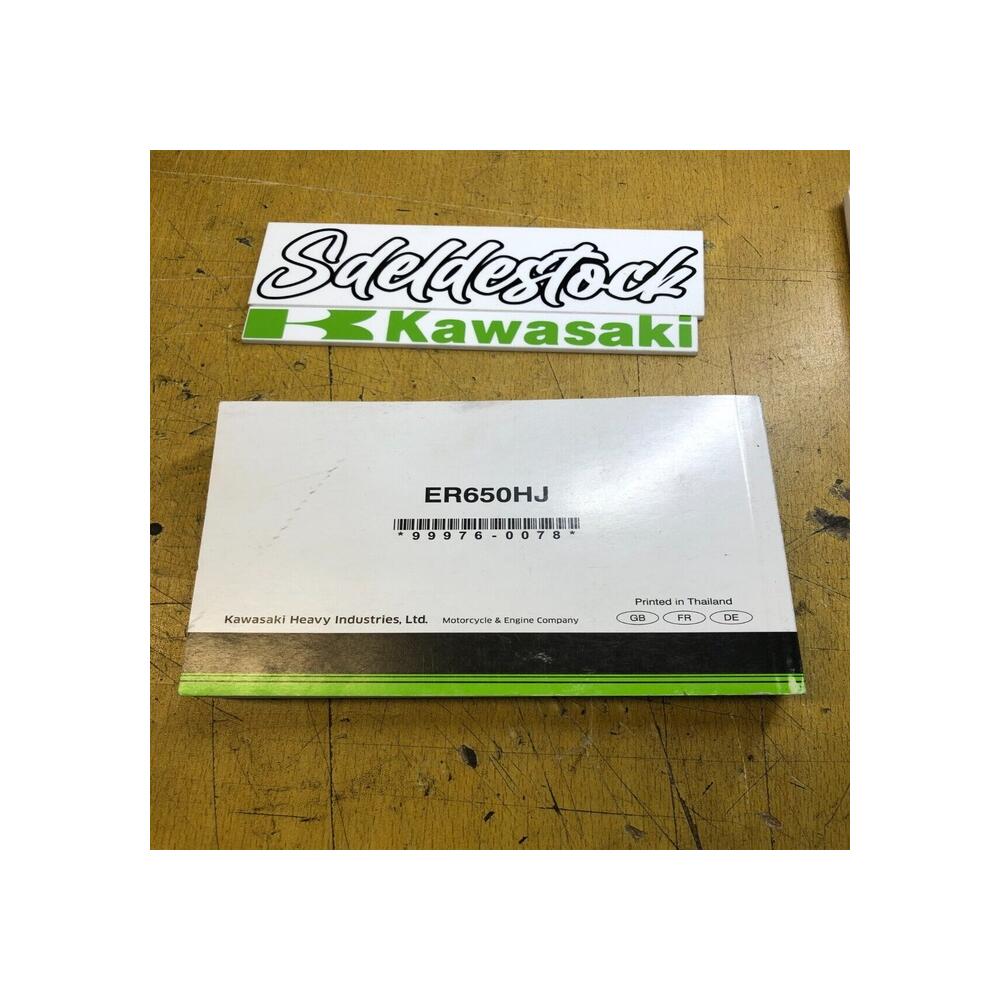 Sdeldestock
Kawasaki
ER650HJ
*99976-0078*
Printed in Thailand
Kawasaki Heavy Industries, Ltd. Motorcycle & Engine Company GB FR DE